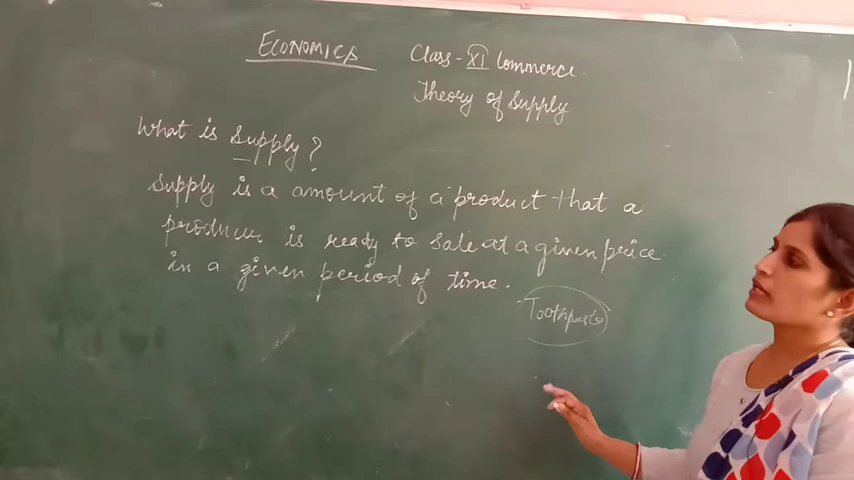 Economics
Class - XI Commerce.
Theory of Supply
What is Supply?
Supply is a amount of a product that a
producer is ready to sale at a given price
in a given period of time.
Toothpaste